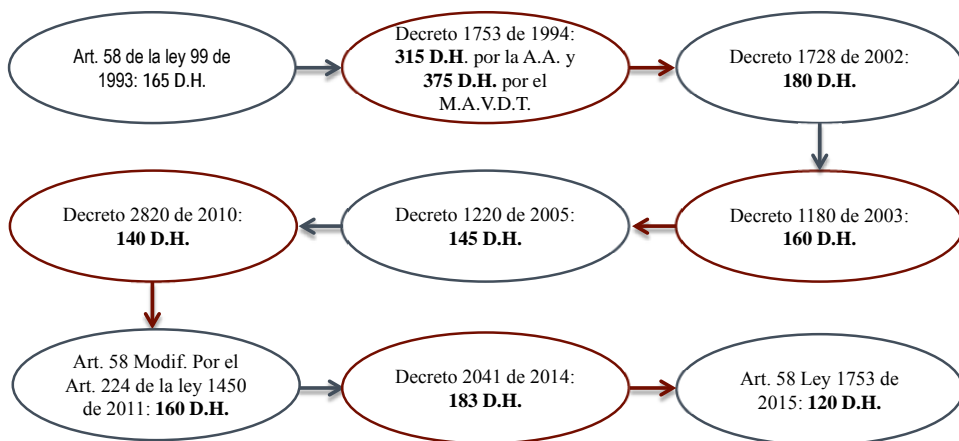 Art. 58 de la ley 99 de
1993: 165 D.H.
Decreto 1753 de 1994:
315 D.H. por la A.A. y
375 D.H. por el
M.A.V.D.T.
Decreto 1728 de 2002:
180 D.H.
Decreto 1180 de 2003:
160 D.H.
Decreto 1220 de 2005:
145 D.H.
Decreto 2820 de 2010:
140 D.H.
Art. 58 Modif. Por el
Art. 224 de la ley 1450
de 2011: 160 D.H.
Decreto 2041 de 2014:
183 D.H.
Art. 58 Ley 1753 de
2015: 120 D.H.